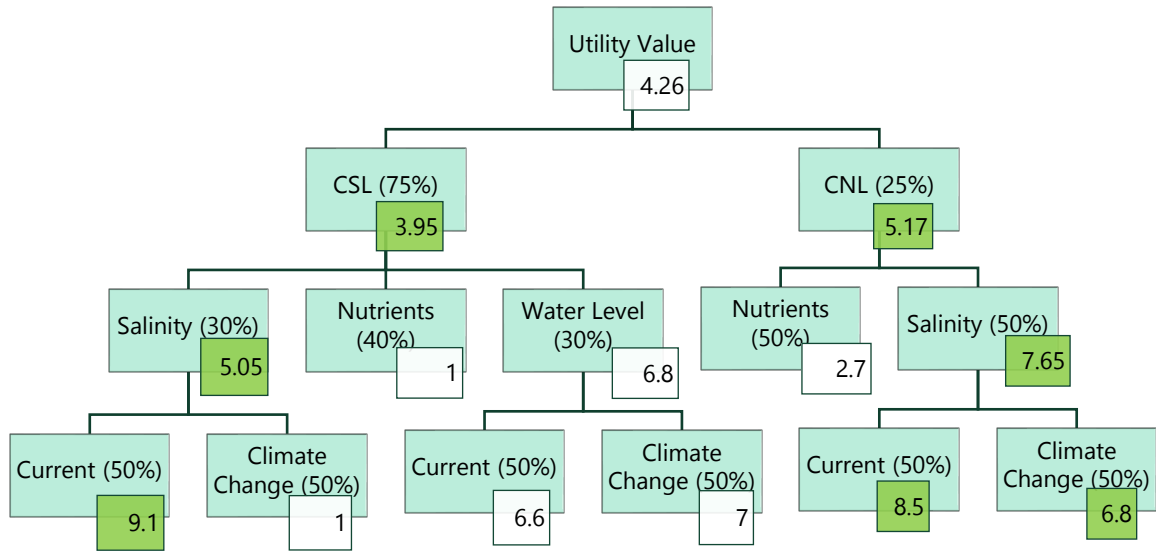 Utility Value
4.26
CSL (75%)
3.95
CNL (25%)
5.17
Salinity (30%)
5.05
Nutrients
(40%)
1
Water Level
(30%)
6.8
Nutrients
(50%)
2.7
Salinity (50%)
7.65
Current (50%)
9.1
Climate
Change (50%)
1
Current (50%)
6.6
Climate
Change (50%)
7
Current (50%)
8.5
Climate
Change (50%)
6.8